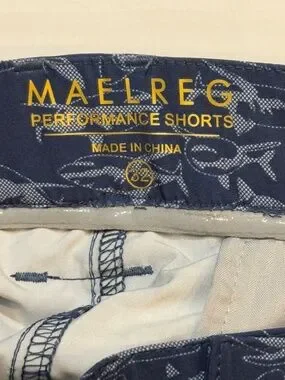 MAELREG
PERFORMANCE SHORTS
MADE IN CHINA
32